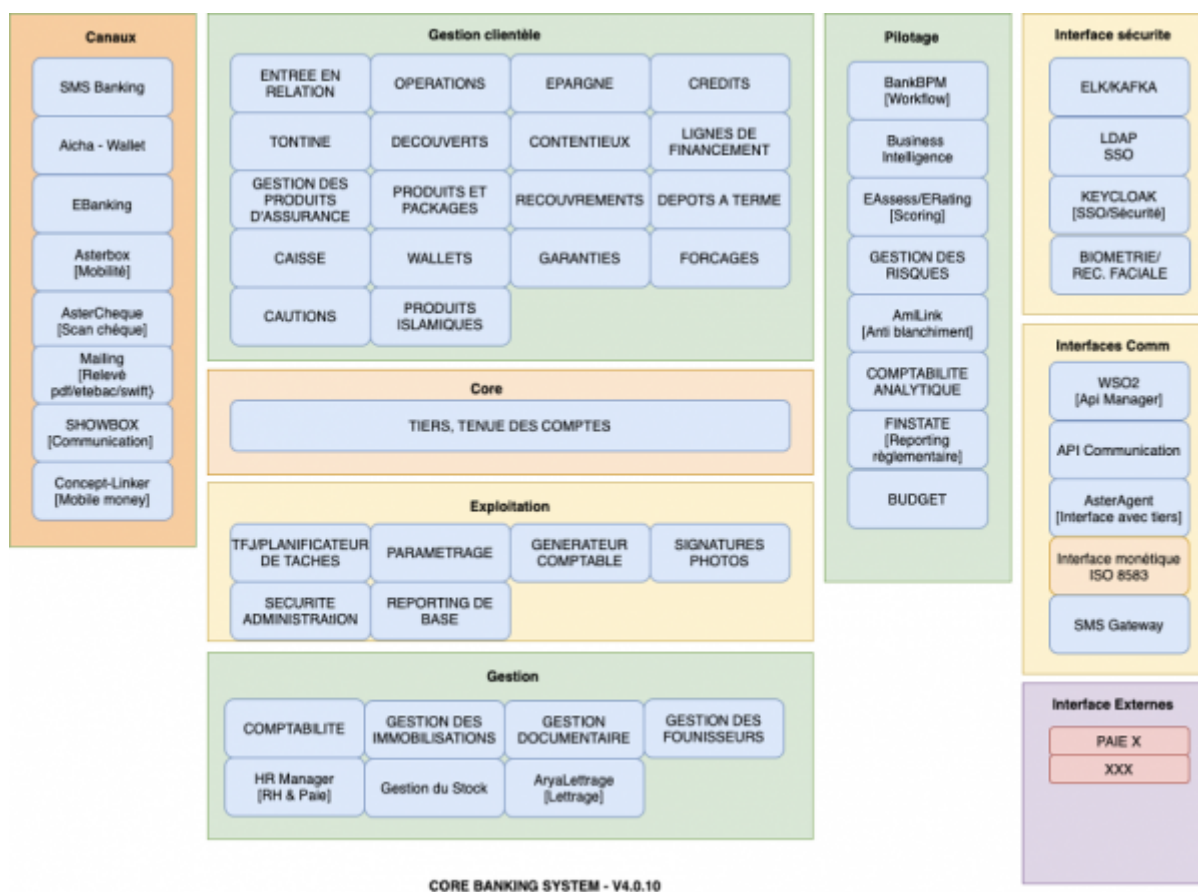 Canaux
SMS Banking
Aicha - Wallet
EBanking
Asterbox
[Mobilité]
AsterCheque
[Scan chéque]
Mailing
[Relevé
pdf/etebac/swift}
SHOWBOX
[Communication]
Concept-Linker
[Mobile money]
Gestion clientèle
ENTREE EN
RELATION
OPERATIONS
EPARGNE
CREDITS
TONTINE
DECOUVERTS
CONTENTIEUX
LIGNES DE
FINANCEMENT
GESTION DES
PRODUITS
D'ASSURANCE
PRODUITS ET
PACKAGES
RECOUVREMENTS
DEPOTS A TERME
CAISSE
WALLETS
GARANTIES
FORCAGES
CAUTIONS
PRODUITS
ISLAMIQUES
Core
TIERS, TENUE DES COMPTES
Exploitation
TFJ/PLANIFICATEUR
DE TACHES
PARAMETRAGE
GENERATEUR
COMPTABLE
SIGNATURES
PHOTOS
SECURITE
ADMINISTRAtION
REPORTING DE
BASE
Gestion
COMPTABILITE
GESTION DES
IMMOBILISATIONS
GESTION
DOCUMENTAIRE
GESTION DES
FOUNISSEURS
HR Manager
[RH & Paie]
Gestion du Stock
AryaLettrage
[Lettrage]
Pilotage
BankBPM
[Workflow]
Business
Intelligence
EAssess/ERating
[Scoring]
GESTION DES
RISQUES
AmlLink
[Anti blanchiment]
COMPTABILITE
ANALYTIQUE
FINSTATE
[Reporting
règlementaire]
BUDGET
Interface sécurite
ELK/KAFKA
LDAP
SSO
KEYCLOAK
[SSO/Sécurité]
BIOMETRIE/
REC. FACIALE
Interfaces Comm
WSO2
[Api Manager]
API Communication
AsterAgent
[Interface avec tiers]
Interface monétique
ISO 8583
SMS Gateway
Interface Externes
PAIE X
XXX
CORE BANKING SYSTEM - V4.0.10